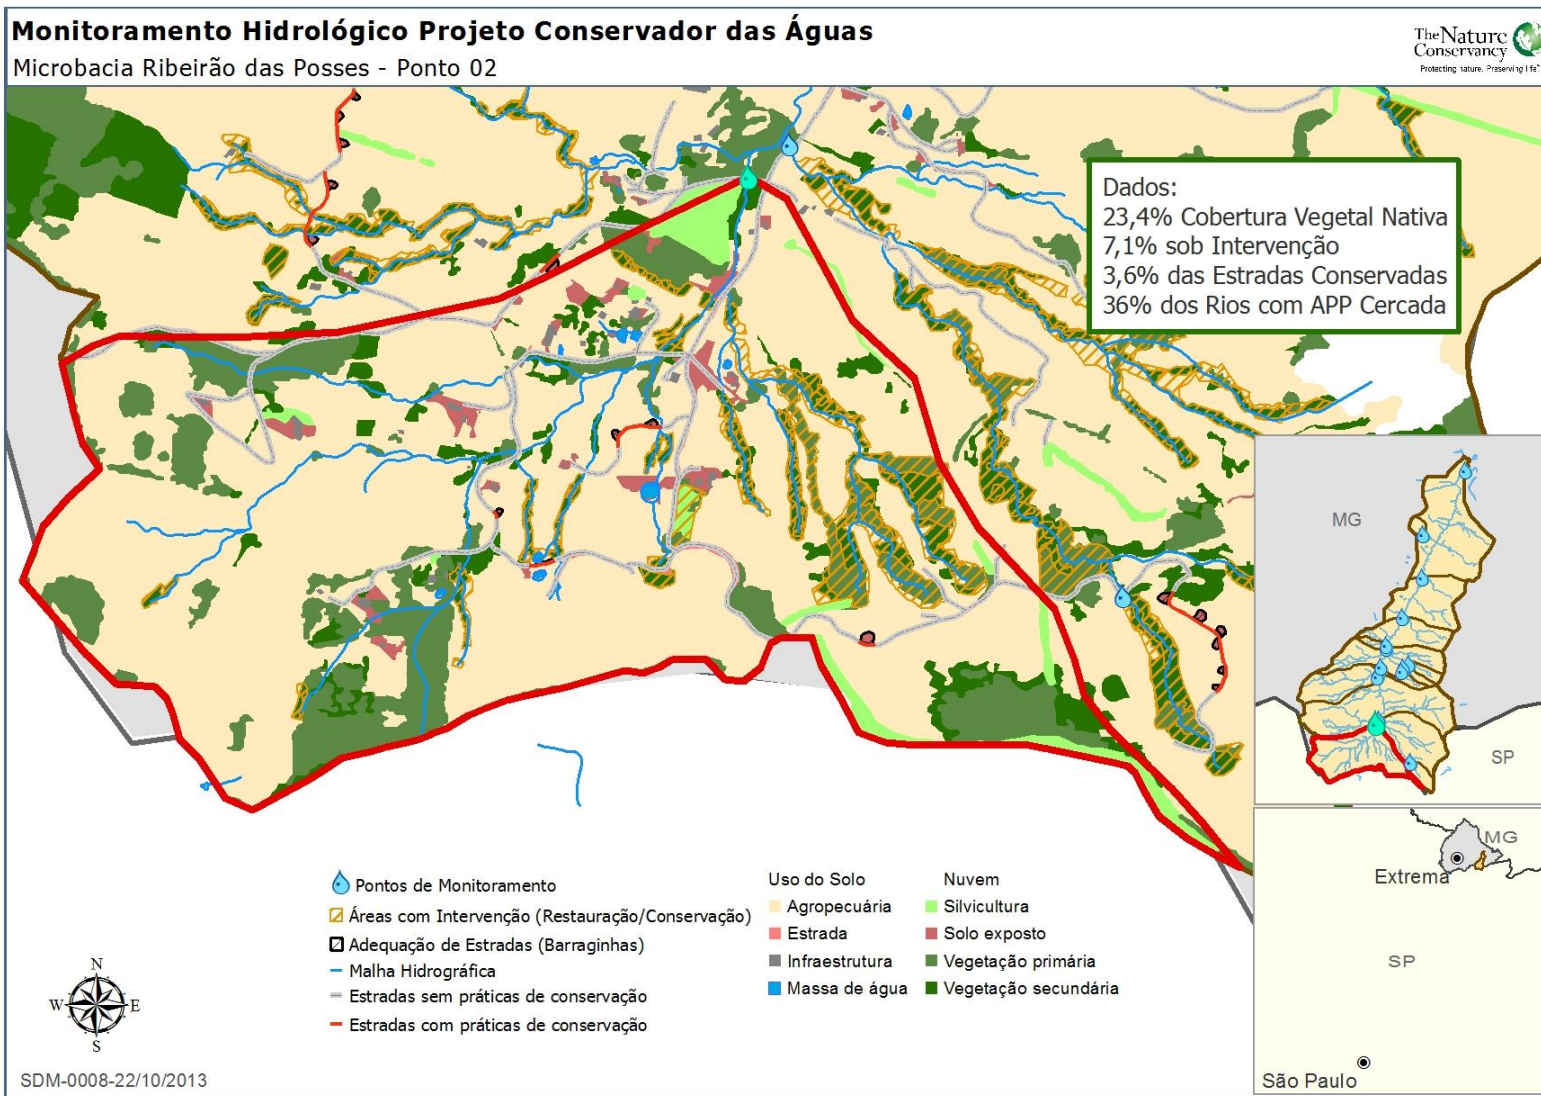 Monitoramento Hidrológico Projeto Conservador das Águas
Microbacia Ribeirão das Posses - Ponto 02
The Nature
Conservancy
Protecting nature. Preserving life.
Dados:
23,4% Cobertura Vegetal Nativa
7,1% sob Intervenção
3,6% das Estradas Conservadas
36% dos Rios com APP Cercada
MG
SP
MG
Extrema
SP
São Paulo
Pontos de Monitoramento
Áreas com Intervenção (Restauração/Conservação)
Adequação de Estradas (Barraginhas)
Malha Hidrográfica
Estradas sem práticas de conservação
Estradas com práticas de conservação
Uso do Solo
Agropecuária
Estrada
Infraestrutura
Massa de água
Nuvem
Silvicultura
Solo exposto
Vegetação primária
Vegetação secundária
N
W
E
S
SDM-0008-22/10/2013